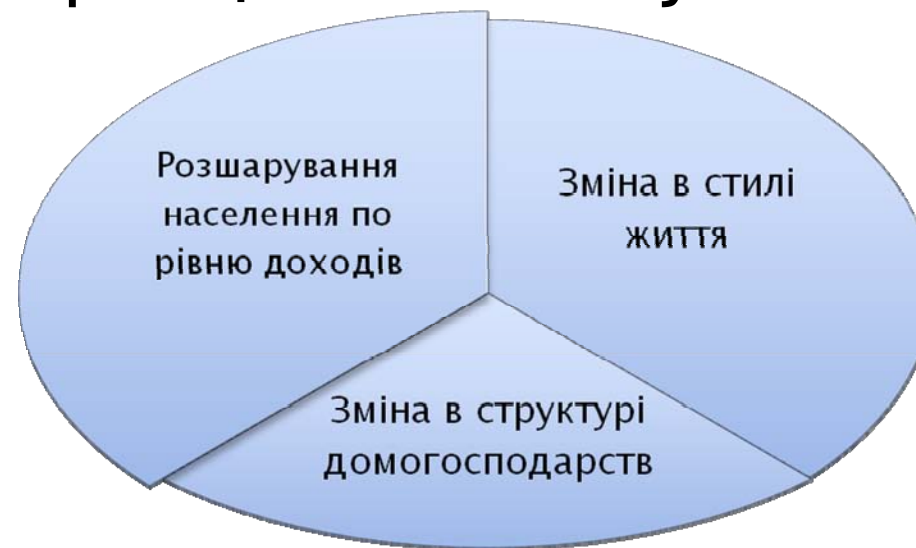 Розшарування
населення по
рівню доходів
Зміна в стилі
життя
Зміна в структурі
домогосподарств